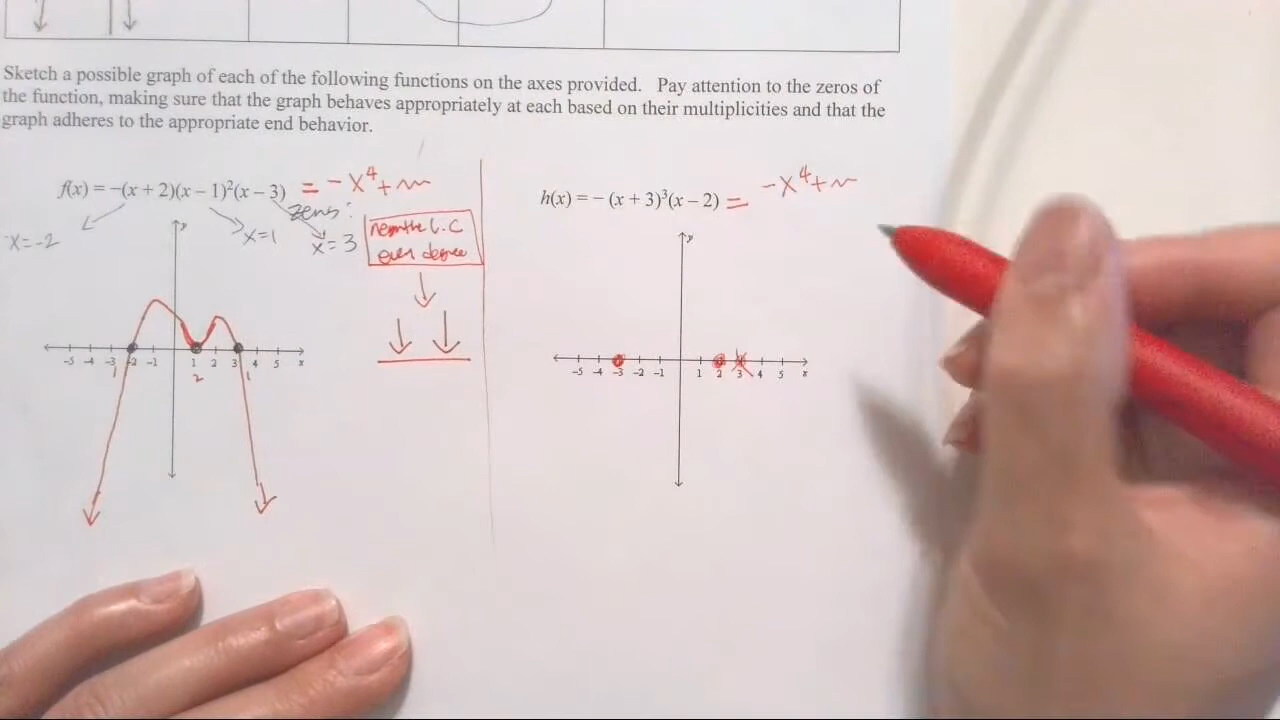 Sketch a possible graph of each of the following functions on the axes provided. Pay attention to the zeros of
the function, making sure that the graph behaves appropriately at each based on their multiplicities and that the
graph adheres to the appropriate end behavior.
f(x) = −(x + 2)(x − 1)²(x − 3) = −x⁴+
zeros:
x=-2
x=1
x=3
L.C
even degree
y
-5 -4 -3 -2 -1 1 2 3 4 5 x
1 2 1
h(x) = − (x + 3)³(x − 2) = −x⁴+
y
-5 -4 -3 -2 -1 1 2 3 4 5 x